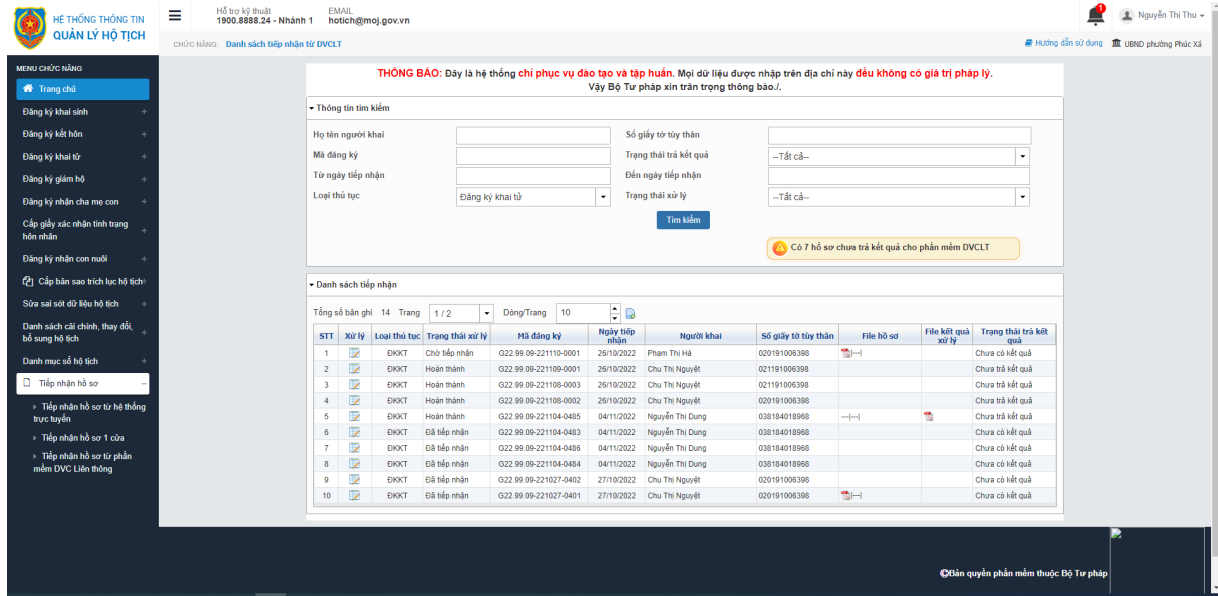 HỆ THỐNG THÔNG TIN
QUẢN LÝ HỘ TỊCH
Hỗ trợ kỹ thuật
1900.8888.24 - Nhánh 1
EMAIL
hotich@moj.gov.vn
1
Nguyễn Thị Thu
CHỨC NĂNG: Danh sách tiếp nhận từ DVCLT
Hướng dẫn sử dụng
UBND phường Phúc Xá
MENU CHỨC NĂNG
Trang chủ
Đăng ký khai sinh
Đăng ký kết hôn
Đăng ký khai tử
Đăng ký giám hộ
Đăng ký nhận cha mẹ con
Cấp giấy xác nhận tình trạng
hôn nhân
Đăng ký nhận con nuôi
Cấp bản sao trích lục hộ tịch
Sửa sai sót dữ liệu hộ tịch
Danh sách cải chính, thay đổi,
bổ sung hộ tịch
Danh mục sổ hộ tịch
Tiếp nhận hồ sơ
Tiếp nhận hồ sơ từ hệ thống
trực tuyến
Tiếp nhận hồ sơ 1 cửa
Tiếp nhận hồ sơ từ phần
mềm DVC Liên thông
THÔNG BÁO: Đây là hệ thống chỉ phục vụ đào tạo và tập huấn. Mọi dữ liệu được nhập trên địa chỉ này đều không có giá trị pháp lý.
Vậy Bộ Tư pháp xin trân trọng thông báo./.
Thông tin tìm kiếm
Họ tên người khai
Số giấy tờ tùy thân
Mã đăng ký
Trạng thái trả kết quả
--Tất cả--
Từ ngày tiếp nhận
Đến ngày tiếp nhận
Loại thủ tục
Đăng ký khai tử
Trạng thái xử lý
--Tất cả--
Tìm kiếm
Có 7 hồ sơ chưa trả kết quả cho phần mềm DVCLT
Danh sách tiếp nhận
Tổng số bản ghi 14 Trang 1 / 2 Dòng/Trang 10
STT Xử lý Loại thủ tục Trạng thái xử lý Mã đăng ký Ngày tiếp nhận Người khai Số giấy tờ tùy thân File hồ sơ File kết quả xử lý Trạng thái trả kết quả
1 ĐKKT Chờ tiếp nhận G22.99.09-221110-0001 26/10/2022 Phạm Thị Hà 020191006398 |---| Chưa có kết quả
2 ĐKKT Hoàn thành G22.99.09-221109-0001 26/10/2022 Chu Thị Nguyệt 021191006398 Chưa trả kết quả
3 ĐKKT Hoàn thành G22.99.09-221108-0003 26/10/2022 Chu Thị Nguyệt 021191006398 Chưa trả kết quả
4 ĐKKT Hoàn thành G22.99.09-221108-0002 26/10/2022 Chu Thị Nguyệt 020191006398 Chưa trả kết quả
5 ĐKKT Hoàn thành G22.99.09-221104-0485 04/11/2022 Nguyễn Thị Dung 038184018968 ---|---| Chưa trả kết quả
6 ĐKKT Đã tiếp nhận G22.99.09-221104-0483 04/11/2022 Nguyễn Thị Dung 038184018968 Chưa có kết quả
7 ĐKKT Đã tiếp nhận G22.99.09-221104-0486 04/11/2022 Nguyễn Thị Dung 038184018968 Chưa có kết quả
8 ĐKKT Đã tiếp nhận G22.99.09-221104-0484 04/11/2022 Nguyễn Thị Dung 038184018968 Chưa có kết quả
9 ĐKKT Đã tiếp nhận G22.99.09-221027-0402 27/10/2022 Chu Thị Nguyệt 020191006398 Chưa có kết quả
10 ĐKKT Đã tiếp nhận G22.99.09-221027-0401 27/10/2022 Chu Thị Nguyệt 020191006398 |---| Chưa có kết quả
©Bản quyền phần mềm thuộc Bộ Tư pháp